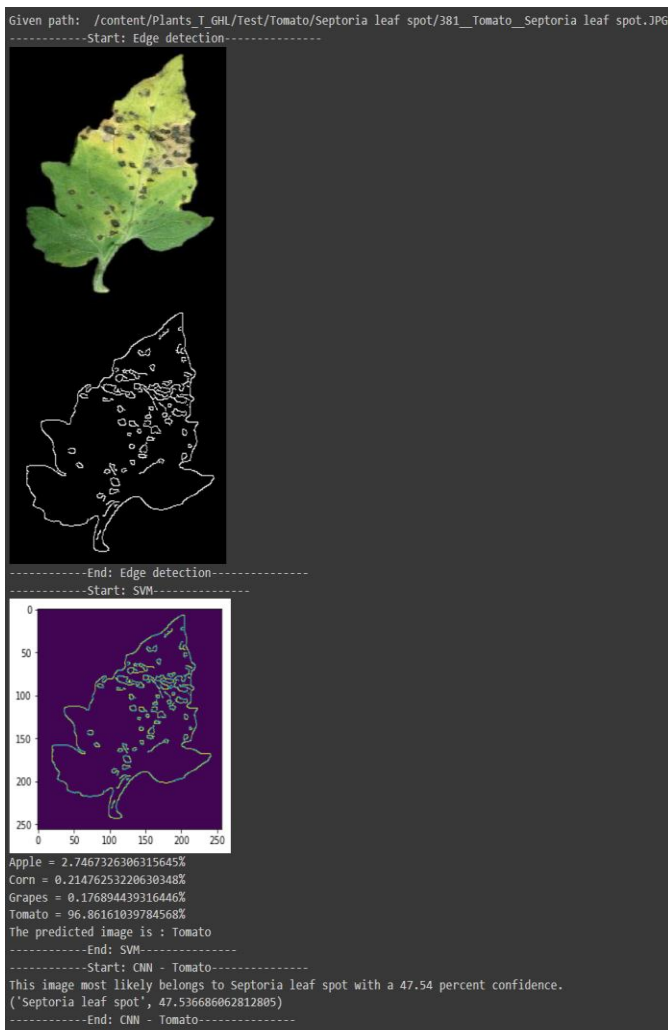 Given path:  /content/Plants_T_GHL/Test/Tomato/Septoria leaf spot/381__Tomato__Septoria leaf spot.JPG
------------Start: Edge detection---------------
------------End: Edge detection---------------
------------Start: SVM---------------
0
50
100
150
200
250
0 50 100 150 200 250
Apple = 2.7467326306315645%
Corn = 0.21476253220630348%
Grapes = 0.176894439316446%
Tomato = 96.86161039784568%
The predicted image is : Tomato
------------End: SVM---------------
------------Start: CNN - Tomato---------------
This image most likely belongs to Septoria leaf spot with a 47.54 percent confidence.
('Septoria leaf spot', 47.536686062812805)
------------End: CNN - Tomato---------------